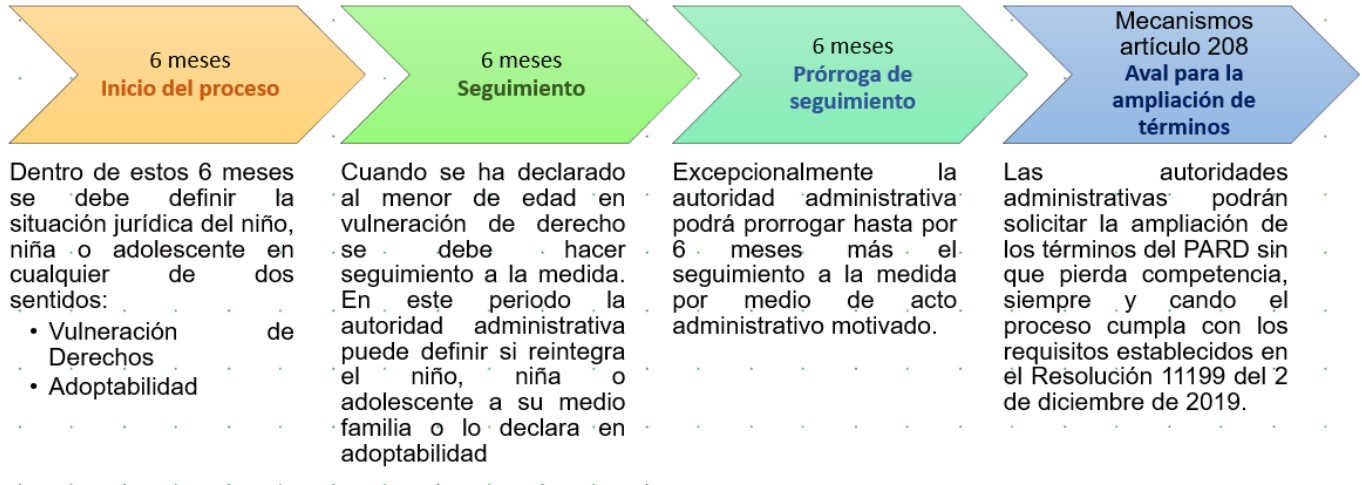 6 meses
Inicio del proceso
Dentro de estos 6 meses
se debe definir la
situación jurídica del niño,
niña o adolescente en
cualquier de dos
sentidos:
• Vulneración de
Derechos
• Adoptabilidad
6 meses
Seguimiento
Cuando se ha declarado
al menor de edad en
vulneración de derecho
se debe hacer
seguimiento a la medida.
En este periodo la
autoridad administrativa
puede definir si reintegra
el niño, niña o
adolescente a su medio
familia o lo declara en
adoptabilidad
6 meses
Prórroga de
seguimiento
Excepcionalmente la
autoridad administrativa
podrá prorrogar hasta por
6 meses más el
seguimiento a la medida
por medio de acto
administrativo motivado.
Mecanismos
artículo 208
Aval para la
ampliación de
términos
Las autoridades
administrativas podrán
solicitar la ampliación de
los términos del PARD sin
que pierda competencia,
siempre y cando el
proceso cumpla con los
requisitos establecidos en
el Resolución 11199 del 2
de diciembre de 2019.